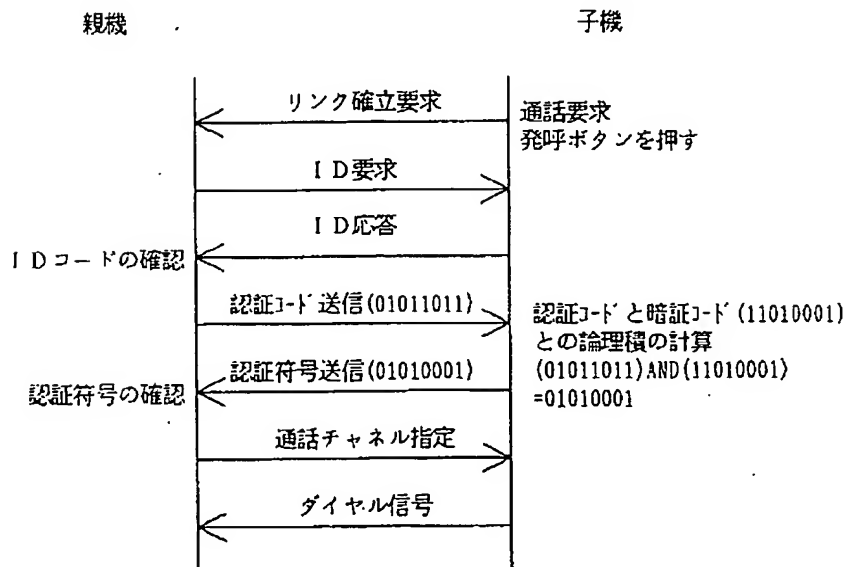 親機
子機
リンク確立要求
通話要求
発呼ボタンを押す
ID要求
ID応答
IDコードの確認
認証ｺｰﾄﾞ送信(01011011)
認証ｺｰﾄﾞと暗証ｺｰﾄﾞ(11010001)
との論理積の計算
(01011011)AND(11010001)
=01010001
認証符号送信(01010001)
認証符号の確認
通話チャネル指定
ダイヤル信号